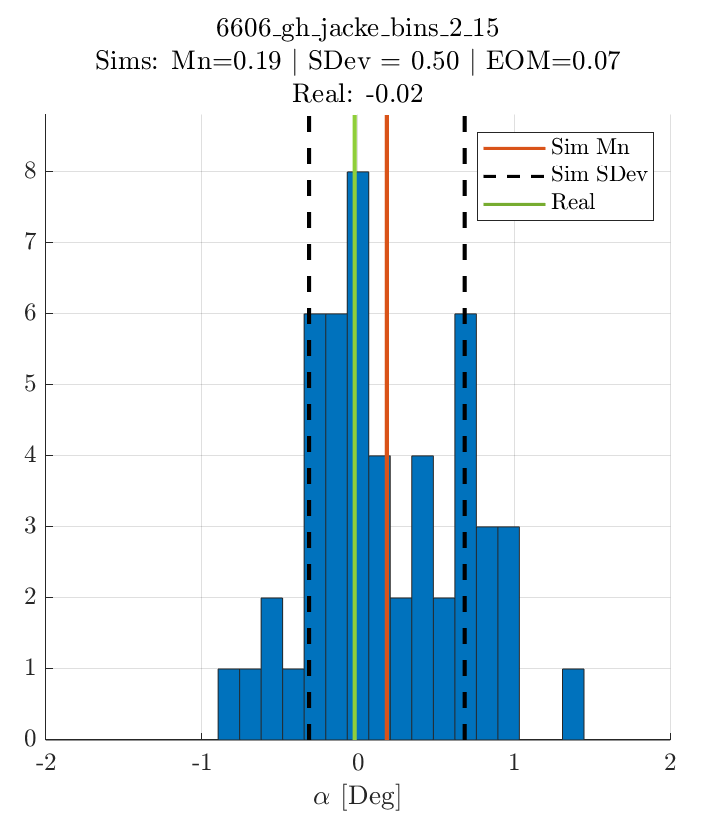 6606_gh_jacke_bins_2_15
Sims: Mn=0.19 | SDev = 0.50 | EOM=0.07
Real: -0.02
Sim Mn
Sim SDev
Real
8
7
6
5
4
3
2
1
0
-2 -1 0 1 2
α [Deg]